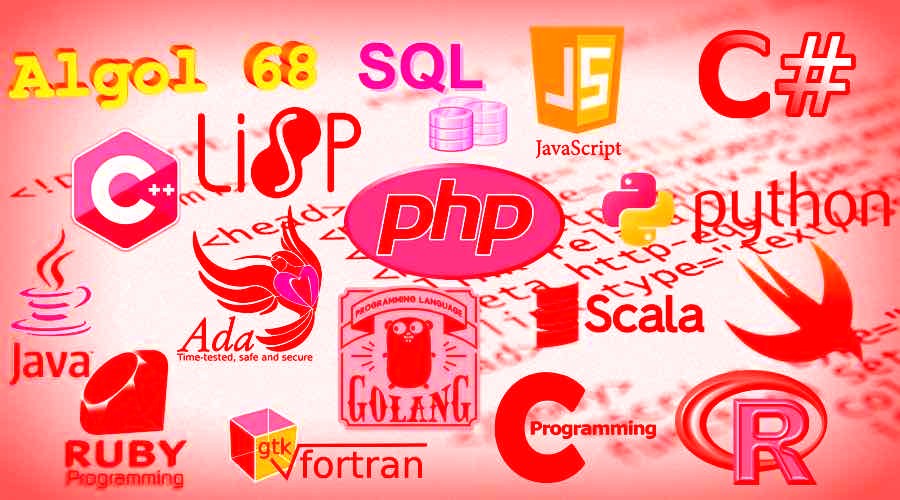 Algol 68
SQL
JS
JavaScript
C#
C++
LiSP
php
python
<head>
Java
Ada
Time-tested, safe and secure
PROGRAMMING LANGUAGE
GOLANG
Scala
RUBY
Programming
gtk
fortran
C
Programming
R